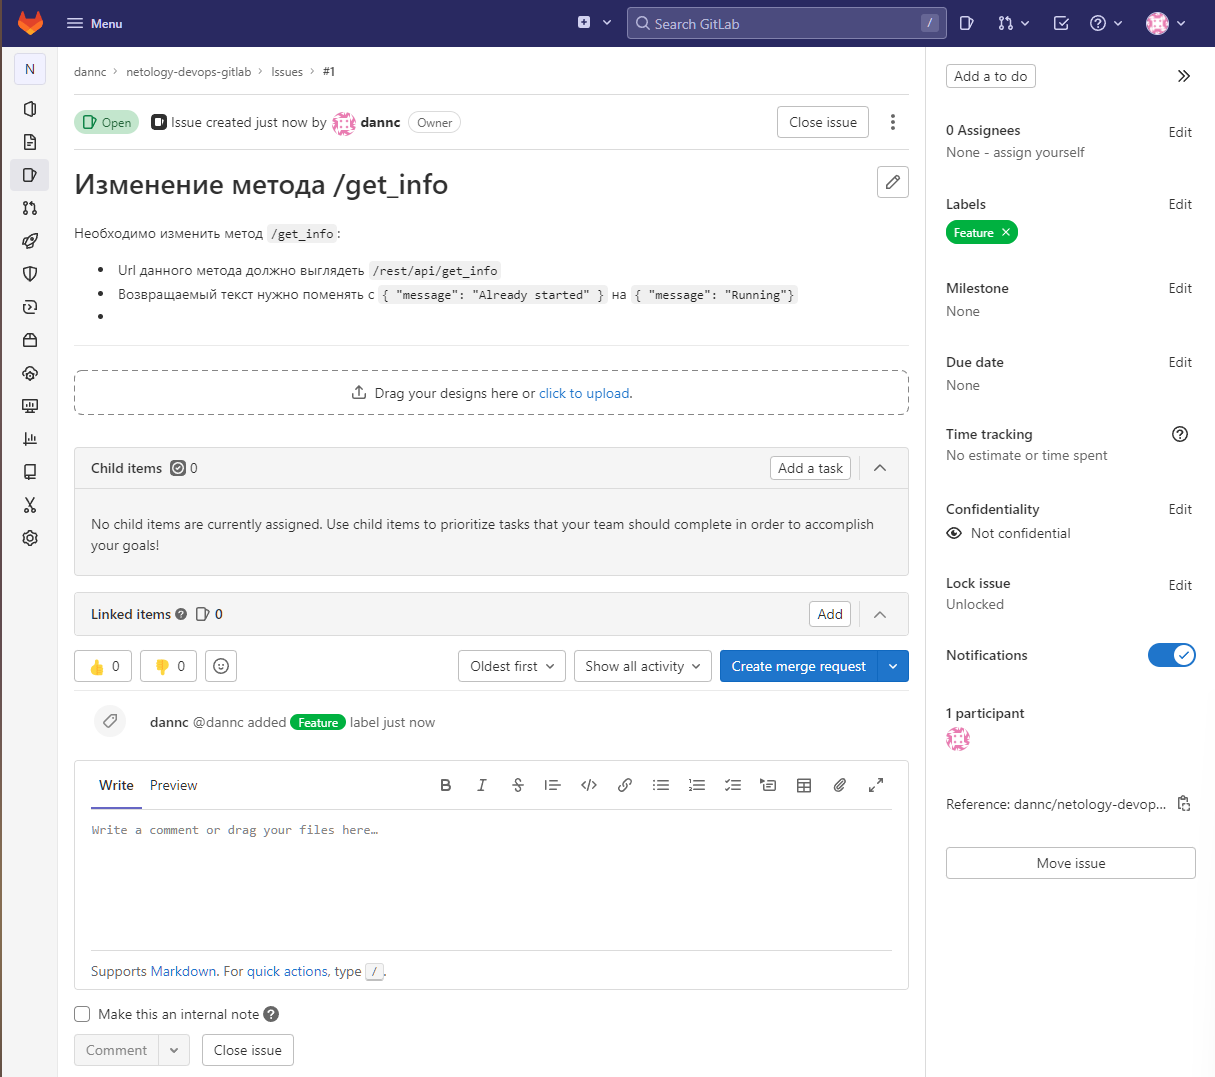 Menu
Search GitLab
/
N
dannc › netology-devops-gitlab › Issues › #1
Open
Issue created just now by dannc Owner
Close issue
Изменение метода /get_info
Необходимо изменить метод /get_info:
• Url данного метода должно выглядеть /rest/api/get_info
• Возвращаемый текст нужно поменять с { "message": "Already started" } на { "message": "Running"}
•
Drag your designs here or click to upload.
Child items 0
Add a task
No child items are currently assigned. Use child items to prioritize tasks that your team should complete in order to accomplish
your goals!
Linked items 0
Add
👍 0 👎 0
Oldest first
Show all activity
Create merge request
dannc @dannc added Feature label just now
Write Preview
Write a comment or drag your files here…
Supports Markdown. For quick actions, type /.
Make this an internal note
Comment
Close issue
Add a to do
0 Assignees Edit
None - assign yourself
Labels Edit
Feature ×
Milestone Edit
None
Due date Edit
None
Time tracking
No estimate or time spent
Confidentiality Edit
Not confidential
Lock issue Edit
Unlocked
Notifications
1 participant
Reference: dannc/netology-devop...
Move issue